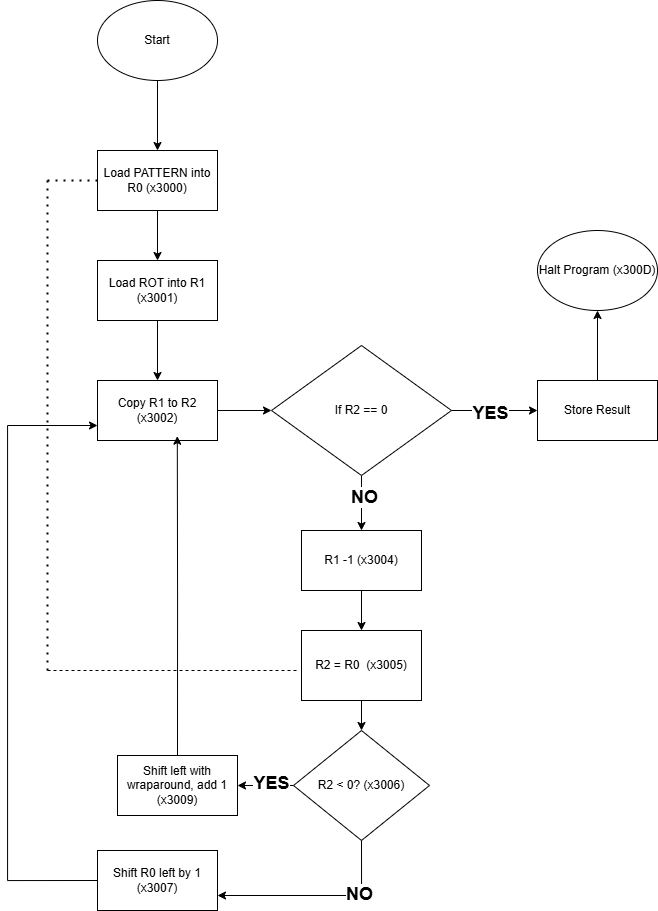 Start
Load PATTERN into
R0 (x3000)
Load ROT into R1
(x3001)
Halt Program (x300D)
Copy R1 to R2
(x3002)
If R2 == 0
YES
Store Result
NO
R1 -1 (x3004)
R2 = R0  (x3005)
R2 < 0? (x3006)
YES
Shift left with
wraparound, add 1
(x3009)
NO
Shift R0 left by 1
(x3007)